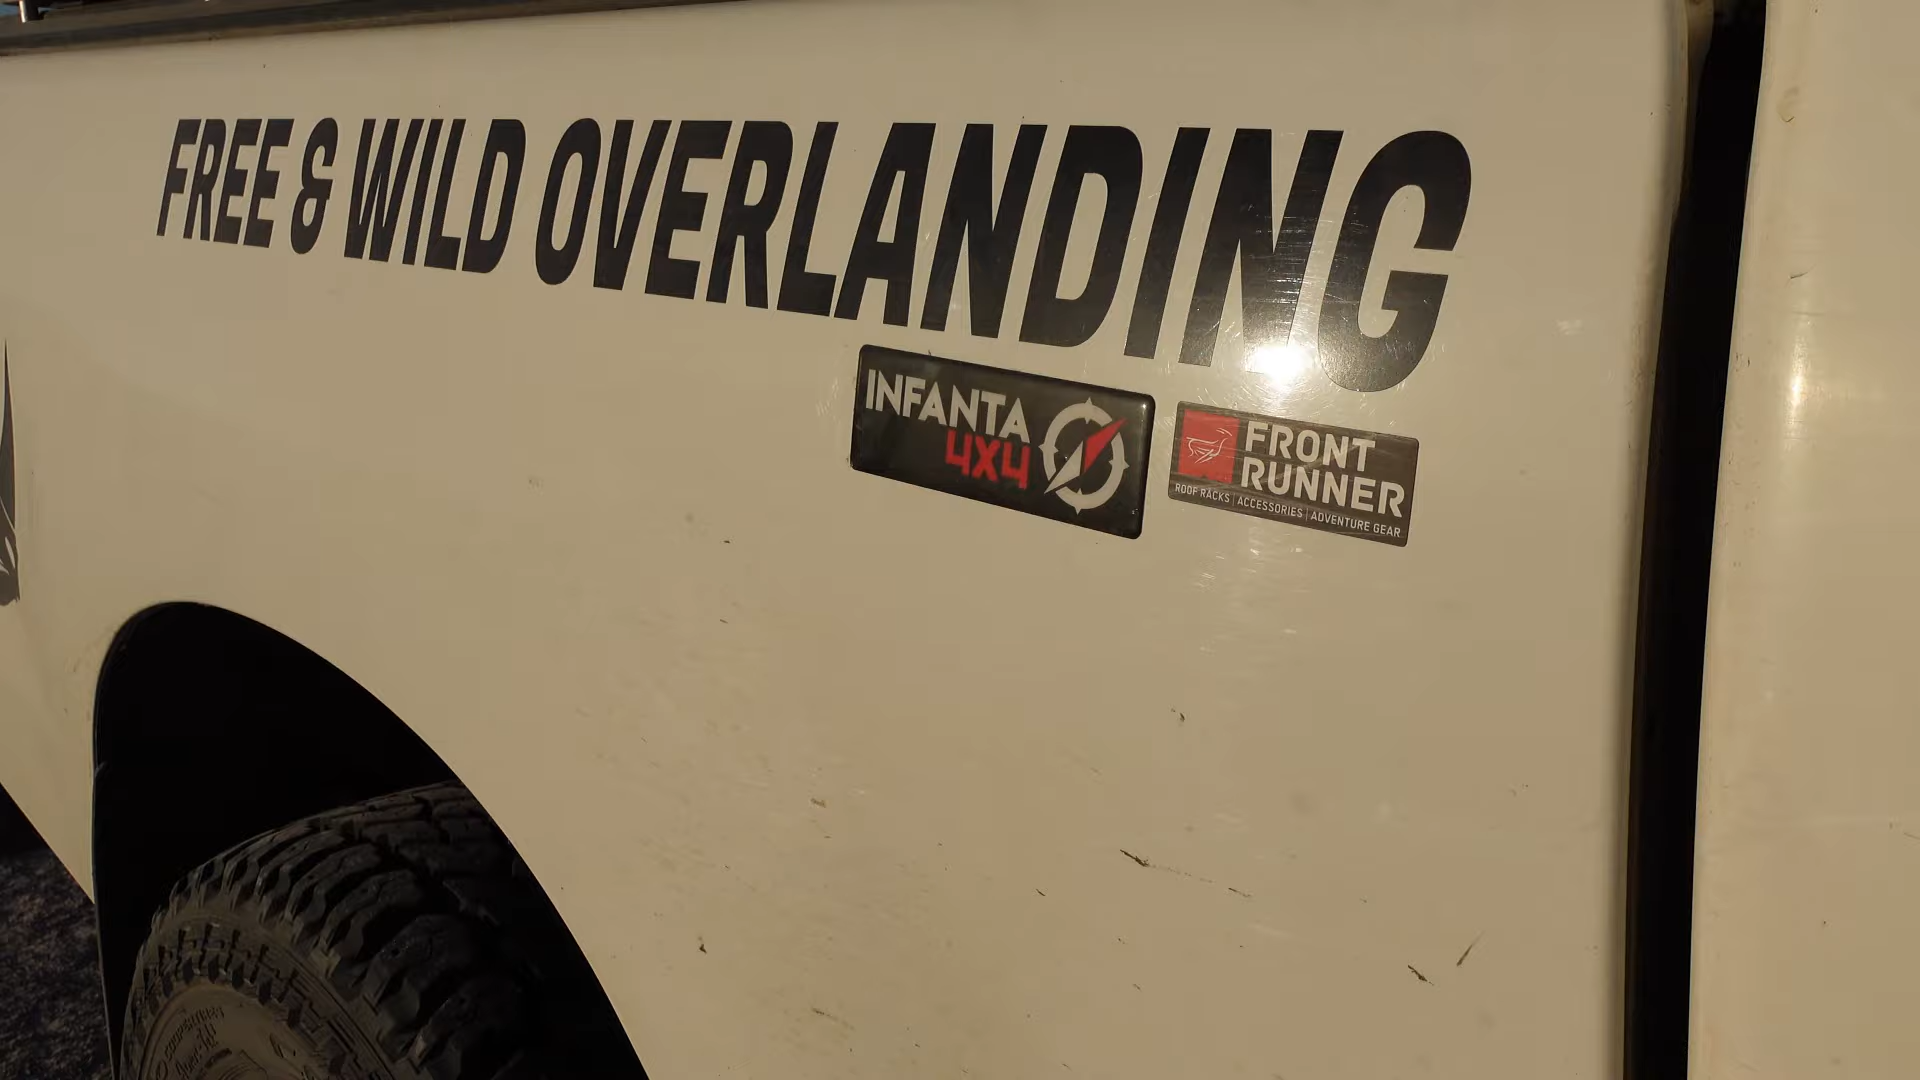 FREE & WILD OVERLANDING
INFANTA
4X4
FRONT
RUNNER
ROOF RACKS | ACCESSORIES | ADVENTURE GEAR